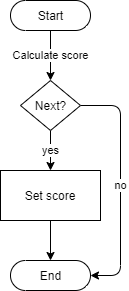 Start
Calculate score
Next?
yes
no
Set score
End